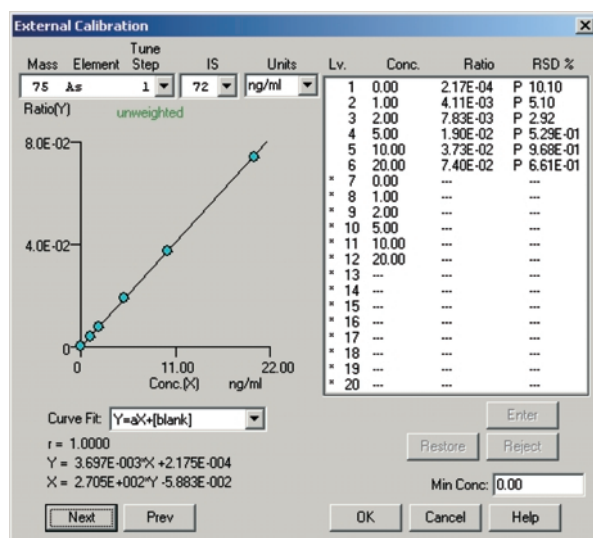 External Calibration
Mass Element Tune Step IS Units
75 As 1 72 ng/ml
Ratio(Y) unweighted
8.0E-02
4.0E-02
0
0 11.00 22.00
Conc.(X) ng/ml
Curve Fit: Y=aX+[blank]
r = 1.0000
Y = 3.697E-003*X +2.175E-004
X = 2.705E+002*Y -5.883E-002
Next Prev
Lv. Conc. Ratio RSD %
1 0.00 2.17E-04 P 10.10
2 1.00 4.11E-03 P 5.10
3 2.00 7.83E-03 P 2.92
4 5.00 1.90E-02 P 5.29E-01
5 10.00 3.73E-02 P 9.68E-01
6 20.00 7.40E-02 P 6.61E-01
* 7 0.00 --- ---
* 8 1.00 --- ---
* 9 2.00 --- ---
* 10 5.00 --- ---
* 11 10.00 --- ---
* 12 20.00 --- ---
* 13 --- --- ---
* 14 --- --- ---
* 15 --- --- ---
* 16 --- --- ---
* 17 --- --- ---
* 18 --- --- ---
* 19 --- --- ---
* 20 --- --- ---
Enter
Restore Reject
Min Conc: 0.00
OK Cancel Help